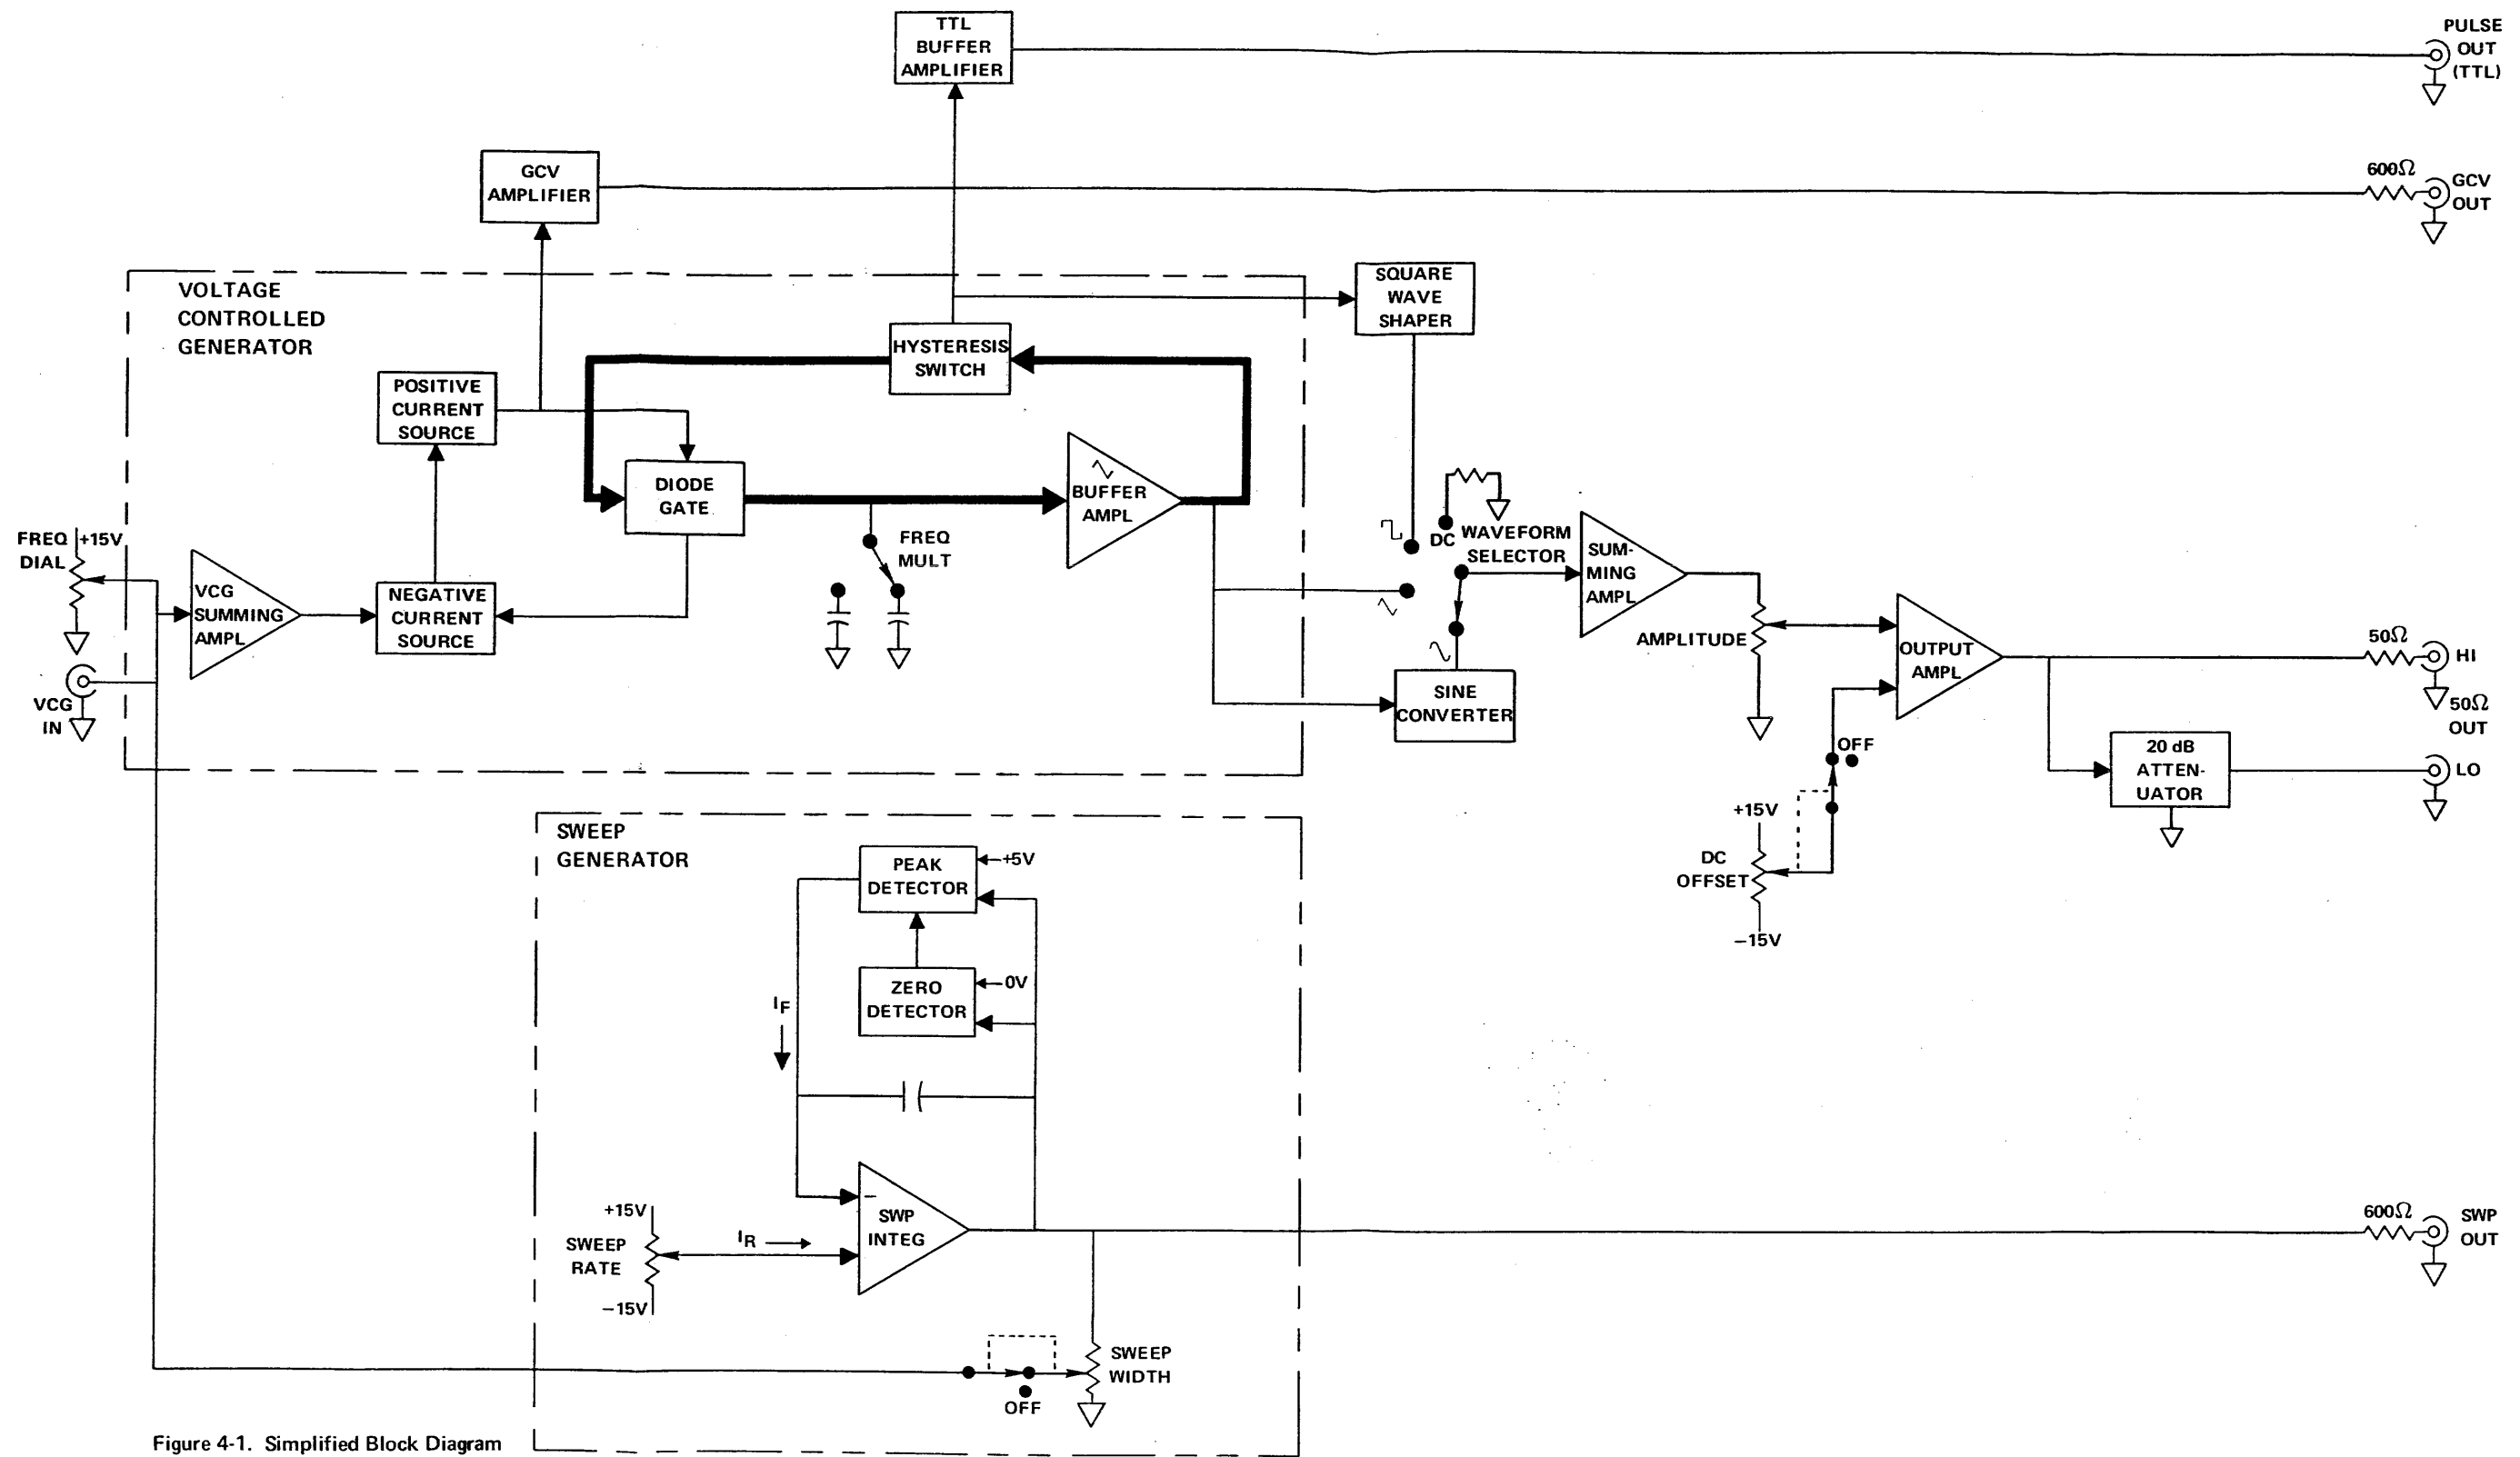 TTL
BUFFER
AMPLIFIER
PULSE
OUT
(TTL)
GCV
AMPLIFIER
600Ω
GCV
OUT
VOLTAGE
CONTROLLED
GENERATOR
SQUARE
WAVE
SHAPER
HYSTERESIS
SWITCH
POSITIVE
CURRENT
SOURCE
DIODE
GATE
BUFFER
AMPL
FREQ
MULT
FREQ
DIAL
+15V
VCG
SUMMING
AMPL
NEGATIVE
CURRENT
SOURCE
VCG
IN
DC
WAVEFORM
SELECTOR
SUM-
MING
AMPL
AMPLITUDE
SINE
CONVERTER
OUTPUT
AMPL
50Ω
HI
50Ω
OUT
20 dB
ATTEN-
UATOR
LO
OFF
+15V
DC
OFFSET
−15V
SWEEP
GENERATOR
PEAK
DETECTOR
+5V
ZERO
DETECTOR
0V
IF
SWP
INTEG
−
IR
+15V
SWEEP
RATE
−15V
600Ω
SWP
OUT
SWEEP
WIDTH
OFF
Figure 4-1. Simplified Block Diagram